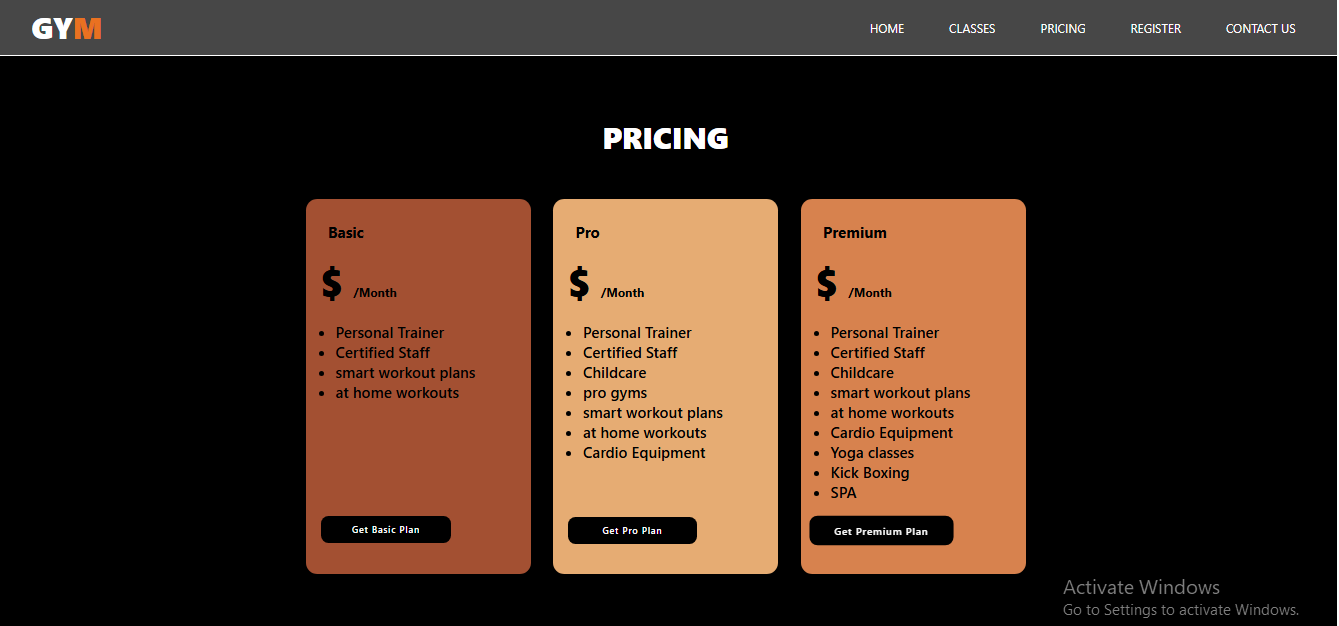 GYM
HOME CLASSES PRICING REGISTER CONTACT US
PRICING
Basic
$ /Month
Personal Trainer
Certified Staff
smart workout plans
at home workouts
Get Basic Plan
Pro
$ /Month
Personal Trainer
Certified Staff
Childcare
pro gyms
smart workout plans
at home workouts
Cardio Equipment
Get Pro Plan
Premium
$ /Month
Personal Trainer
Certified Staff
Childcare
smart workout plans
at home workouts
Cardio Equipment
Yoga classes
Kick Boxing
SPA
Get Premium Plan
Activate Windows
Go to Settings to activate Windows.